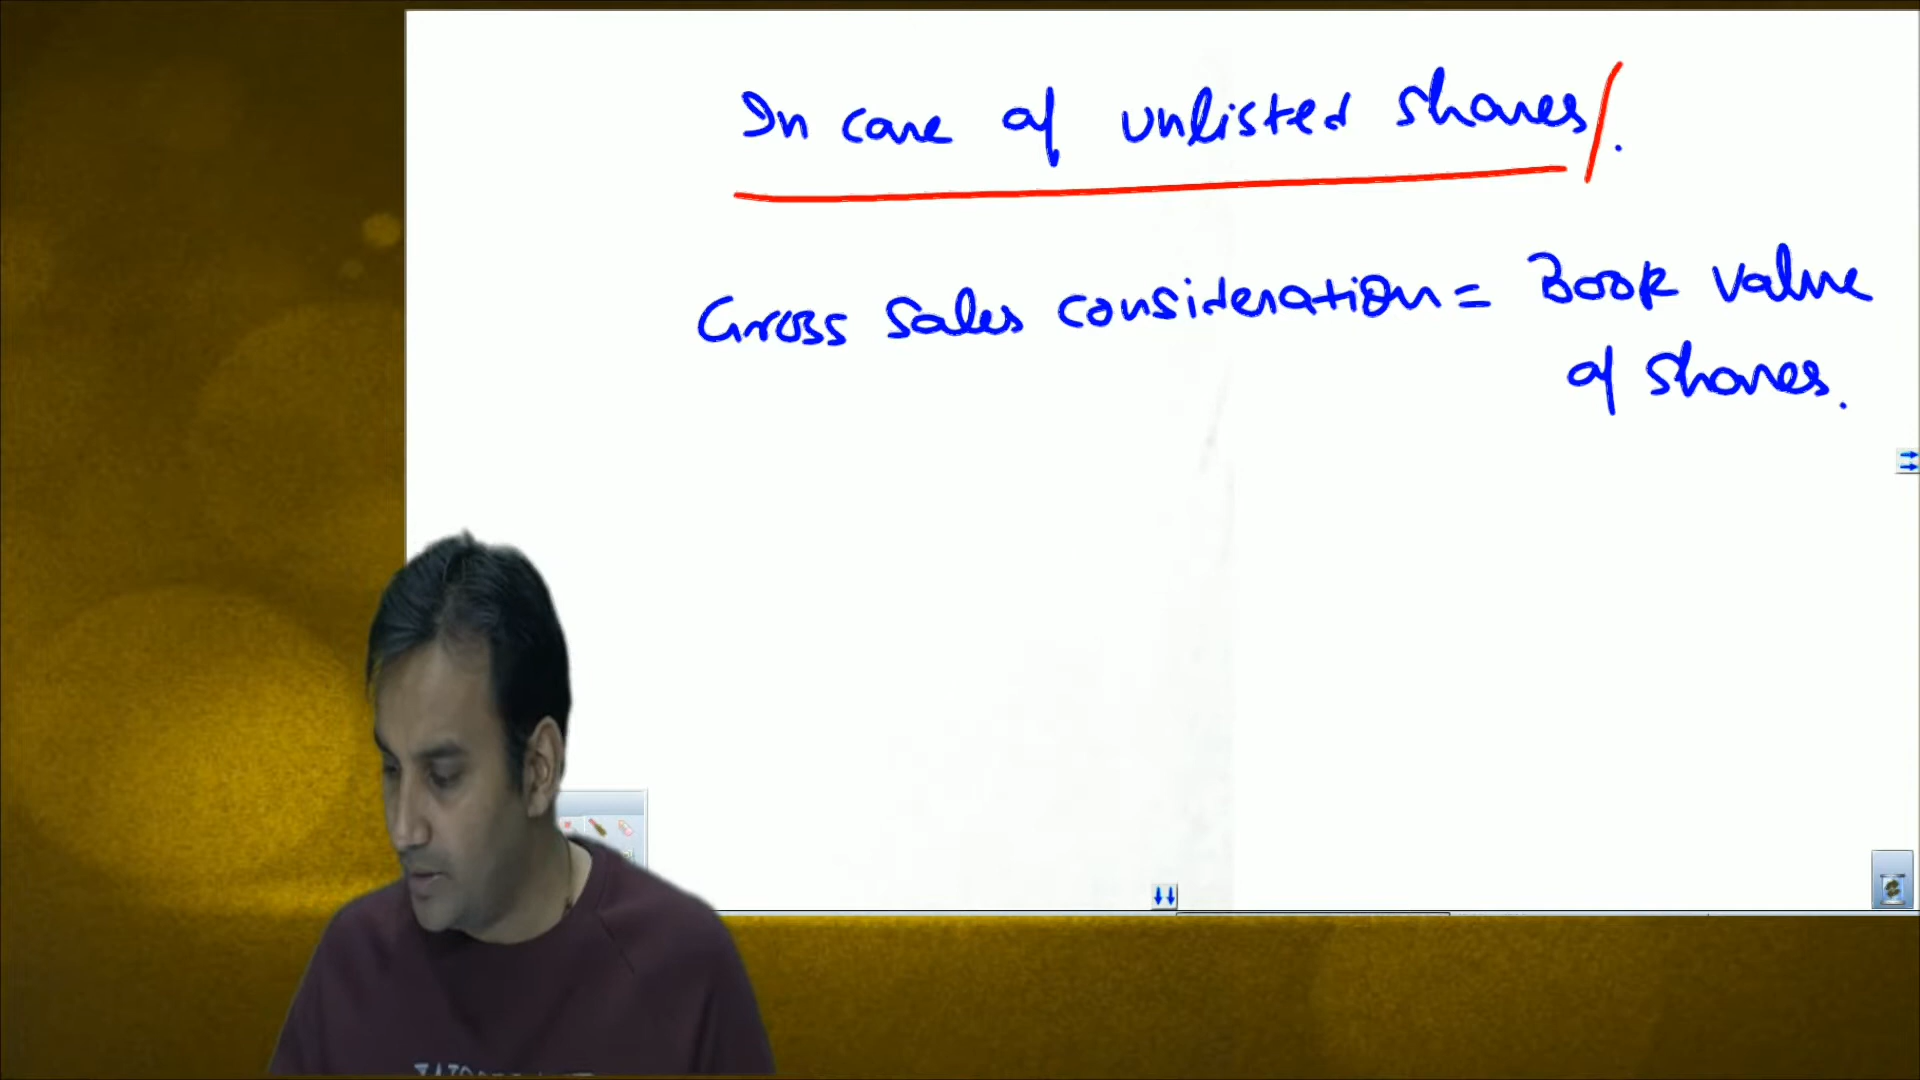 In case of unlisted shares.
Gross sales consideration = Book value
of shares.